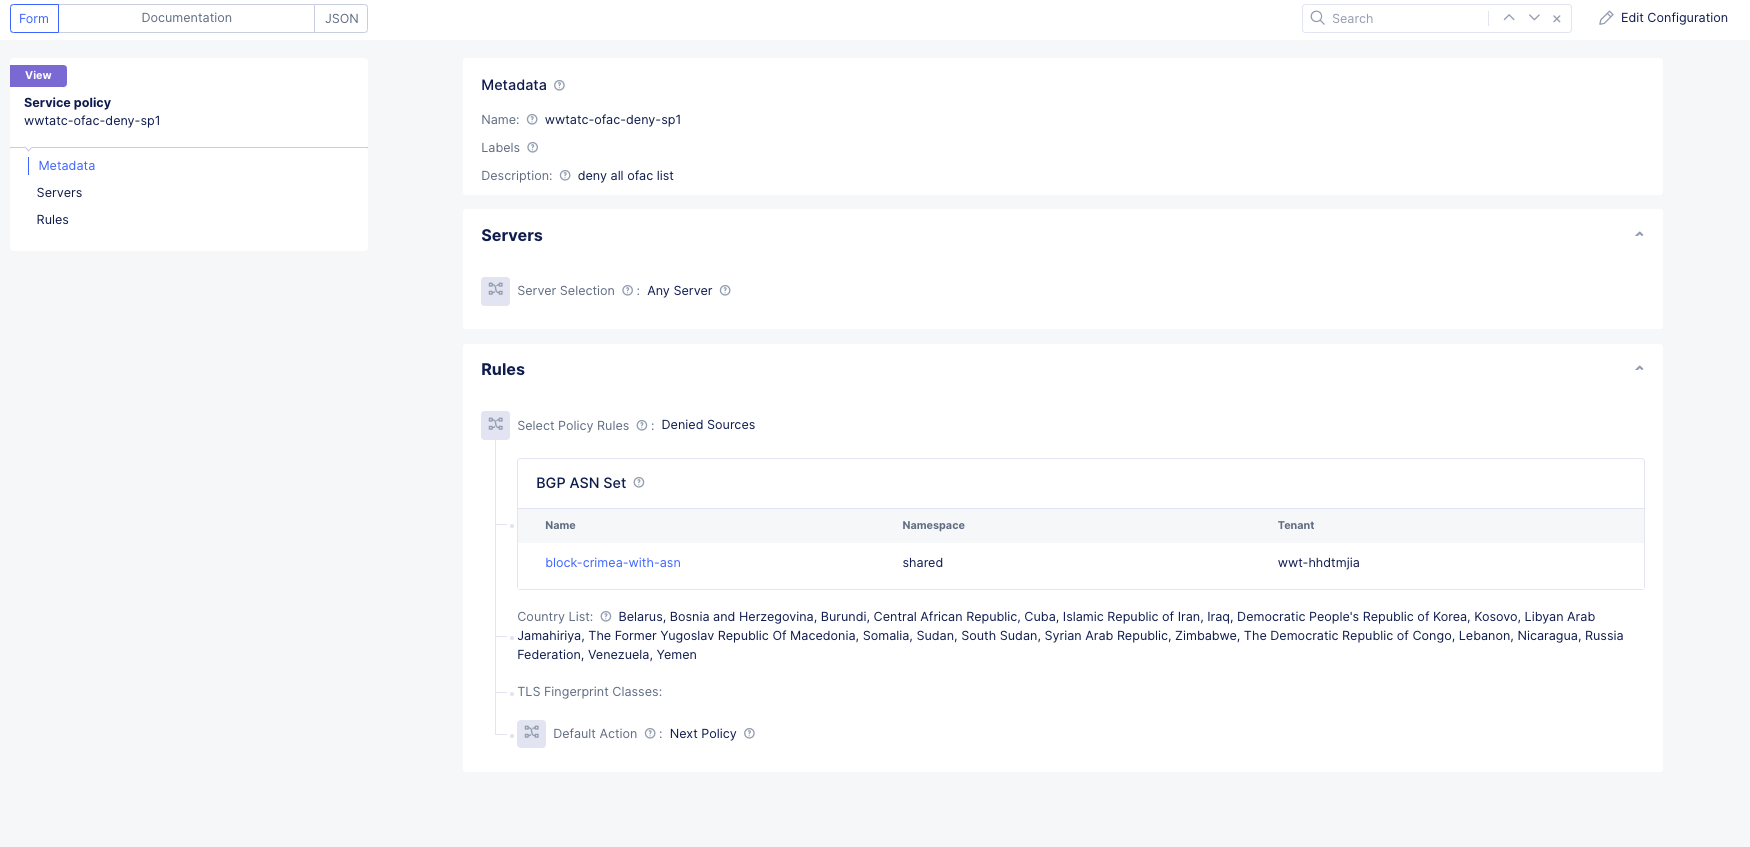 Form
Documentation
JSON
Search
Edit Configuration
View
Service policy
wwtatc-ofac-deny-sp1
Metadata
Servers
Rules
Metadata
Name: wwtatc-ofac-deny-sp1
Labels
Description: deny all ofac list
Servers
Server Selection : Any Server
Rules
Select Policy Rules : Denied Sources
BGP ASN Set
Name Namespace Tenant
block-crimea-with-asn shared wwt-hhdtmjia
Country List: Belarus, Bosnia and Herzegovina, Burundi, Central African Republic, Cuba, Islamic Republic of Iran, Iraq, Democratic People's Republic of Korea, Kosovo, Libyan Arab
Jamahiriya, The Former Yugoslav Republic Of Macedonia, Somalia, Sudan, South Sudan, Syrian Arab Republic, Zimbabwe, The Democratic Republic of Congo, Lebanon, Nicaragua, Russia
Federation, Venezuela, Yemen
TLS Fingerprint Classes:
Default Action : Next Policy